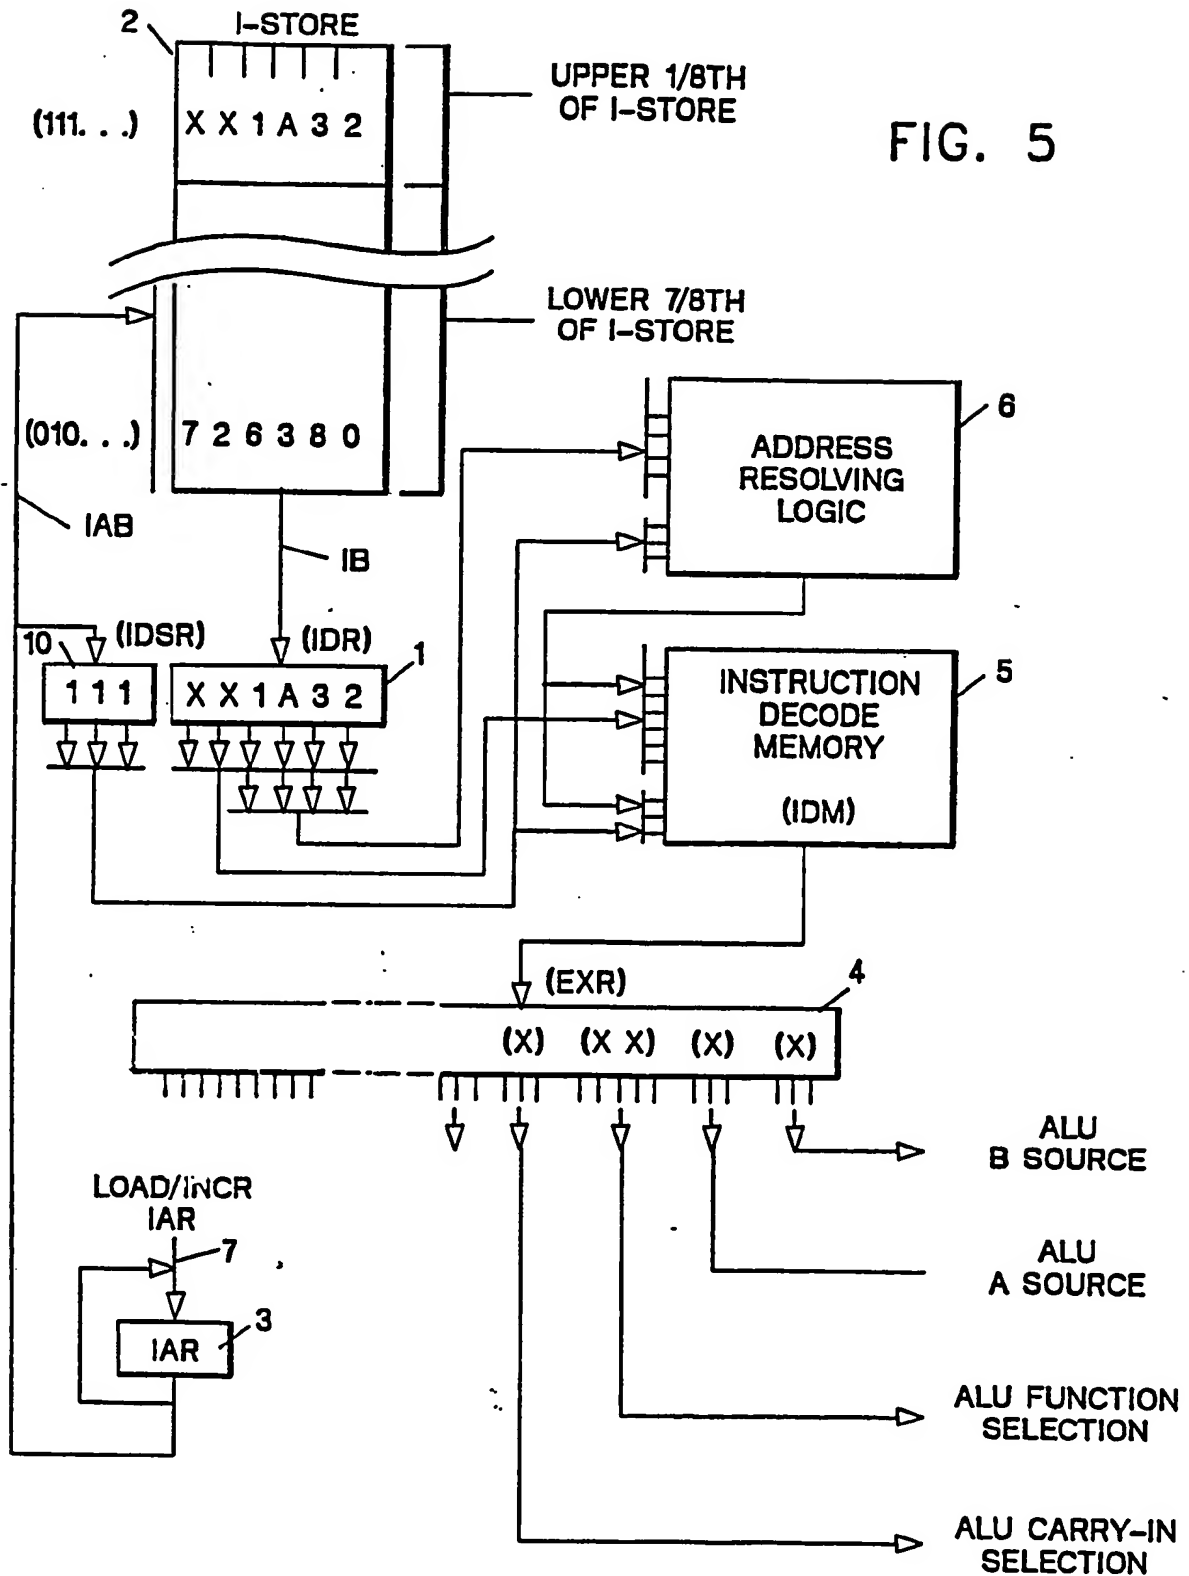 2
I-STORE
UPPER 1/8TH
OF I-STORE
(111. . .)
X X 1 A 3 2
FIG. 5
LOWER 7/8TH
OF I-STORE
(010. . .)
7 2 6 3 8 0
6
ADDRESS
RESOLVING
LOGIC
IAB
IB
10
(IDSR)
(IDR)
1
1 1 1
X X 1 A 3 2
5
INSTRUCTION
DECODE
MEMORY
(IDM)
(EXR)
4
(X) (X X) (X) (X)
ALU
B SOURCE
LOAD/INCR
IAR
7
ALU
A SOURCE
3
IAR
ALU FUNCTION
SELECTION
ALU CARRY-IN
SELECTION